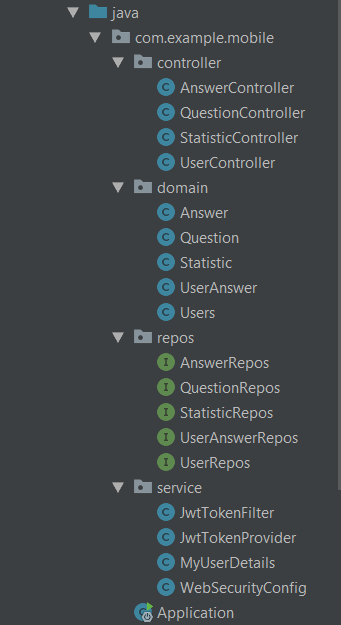 java
com.example.mobile
controller
C AnswerController
C QuestionController
C StatisticController
C UserController
domain
C Answer
C Question
C Statistic
C UserAnswer
C Users
repos
I AnswerRepos
I QuestionRepos
I StatisticRepos
I UserAnswerRepos
I UserRepos
service
C JwtTokenFilter
C JwtTokenProvider
C MyUserDetails
C WebSecurityConfig
C Application